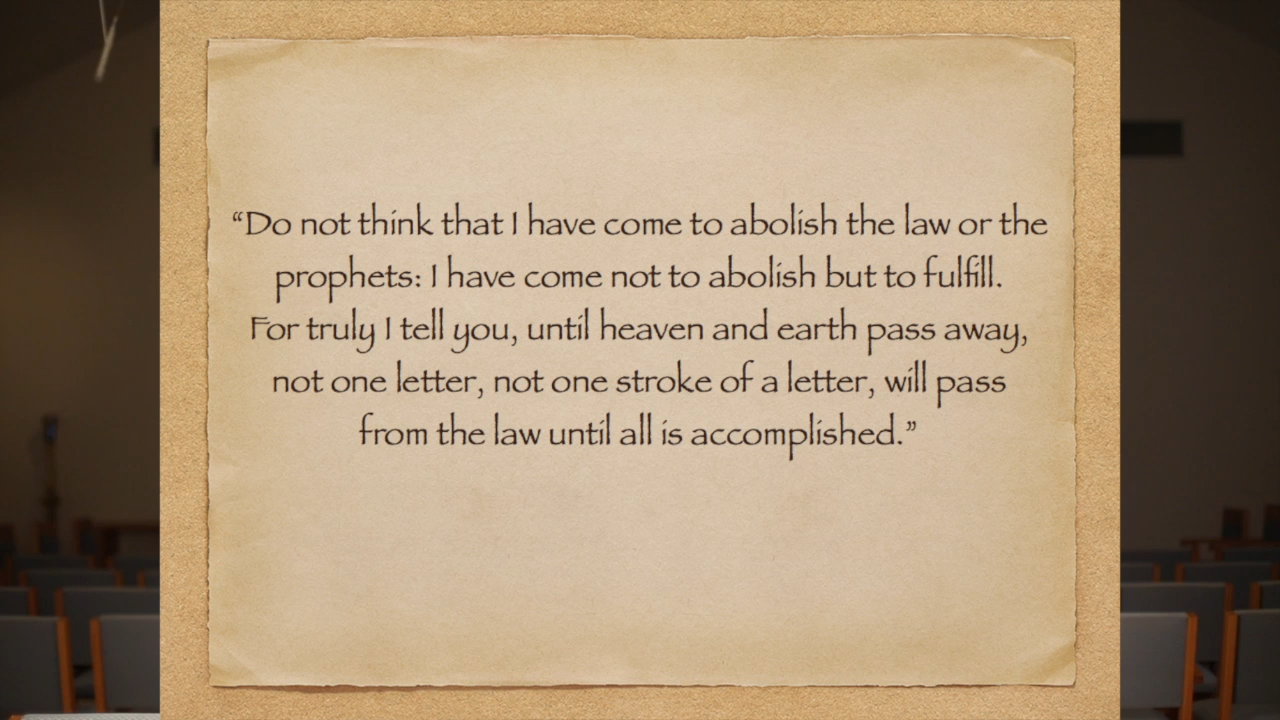 “Do not think that I have come to abolish the law or the
prophets: I have come not to abolish but to fulfill.
For truly I tell you, until heaven and earth pass away,
not one letter, not one stroke of a letter, will pass
from the law until all is accomplished.”